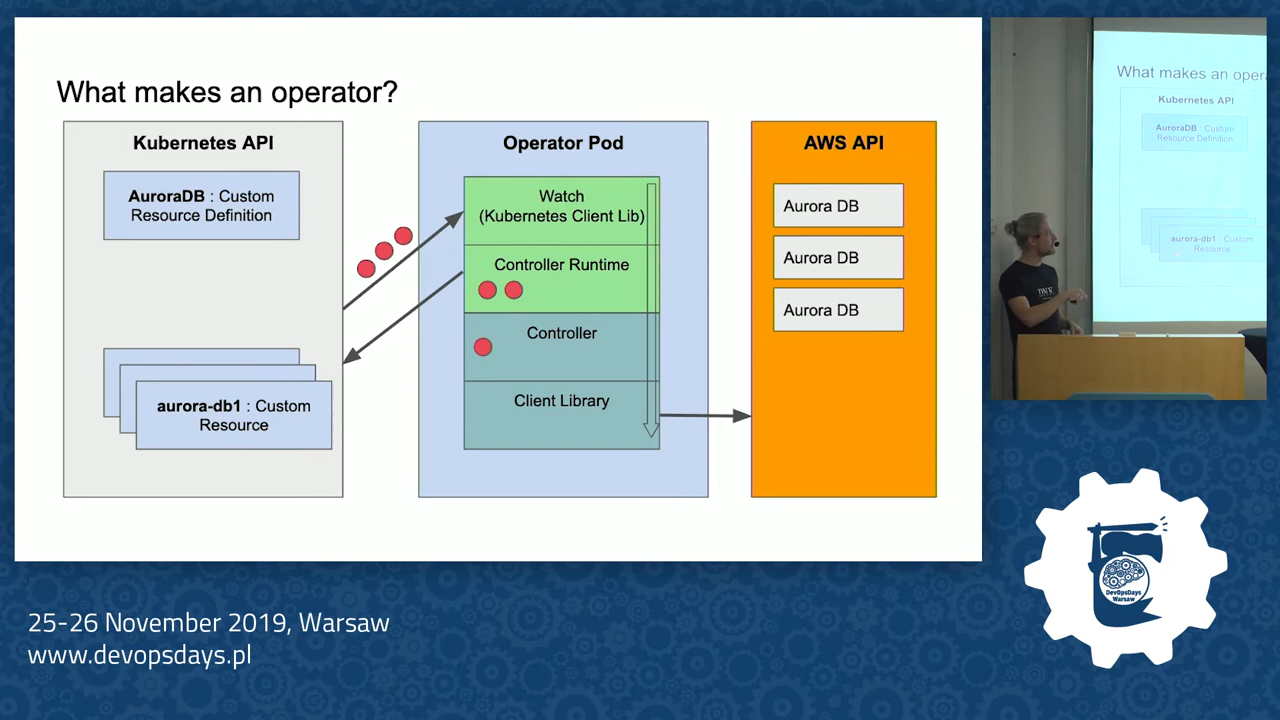 What makes an operator?
Kubernetes API
AuroraDB : Custom
Resource Definition
aurora-db1 : Custom
Resource
Operator Pod
Watch
(Kubernetes Client Lib)
Controller Runtime
Controller
Client Library
AWS API
Aurora DB
Aurora DB
Aurora DB
What makes an opera
Kubernetes API
AuroraDB : Custom
Resource Definition
aurora-db1 : Custom
Resource
DevOpsDays
Warsaw
25-26 November 2019, Warsaw
www.devopsdays.pl